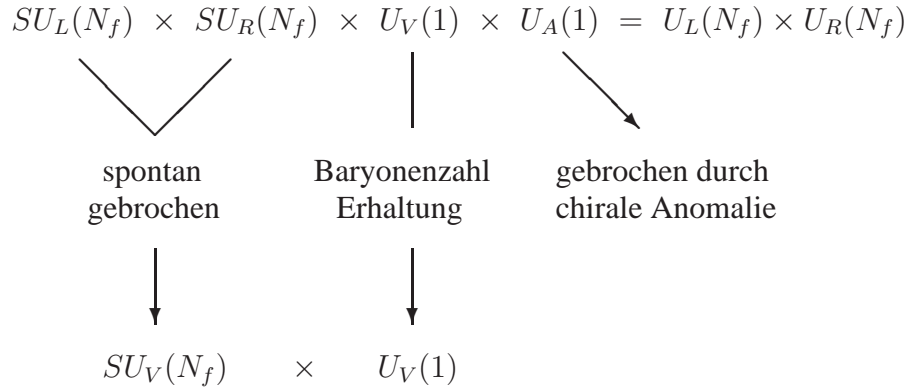 SU_L(N_f) × SU_R(N_f) × U_V(1) × U_A(1) = U_L(N_f) × U_R(N_f)
spontan Baryonenzahl gebrochen durch
gebrochen Erhaltung chirale Anomalie
SU_V(N_f) × U_V(1)